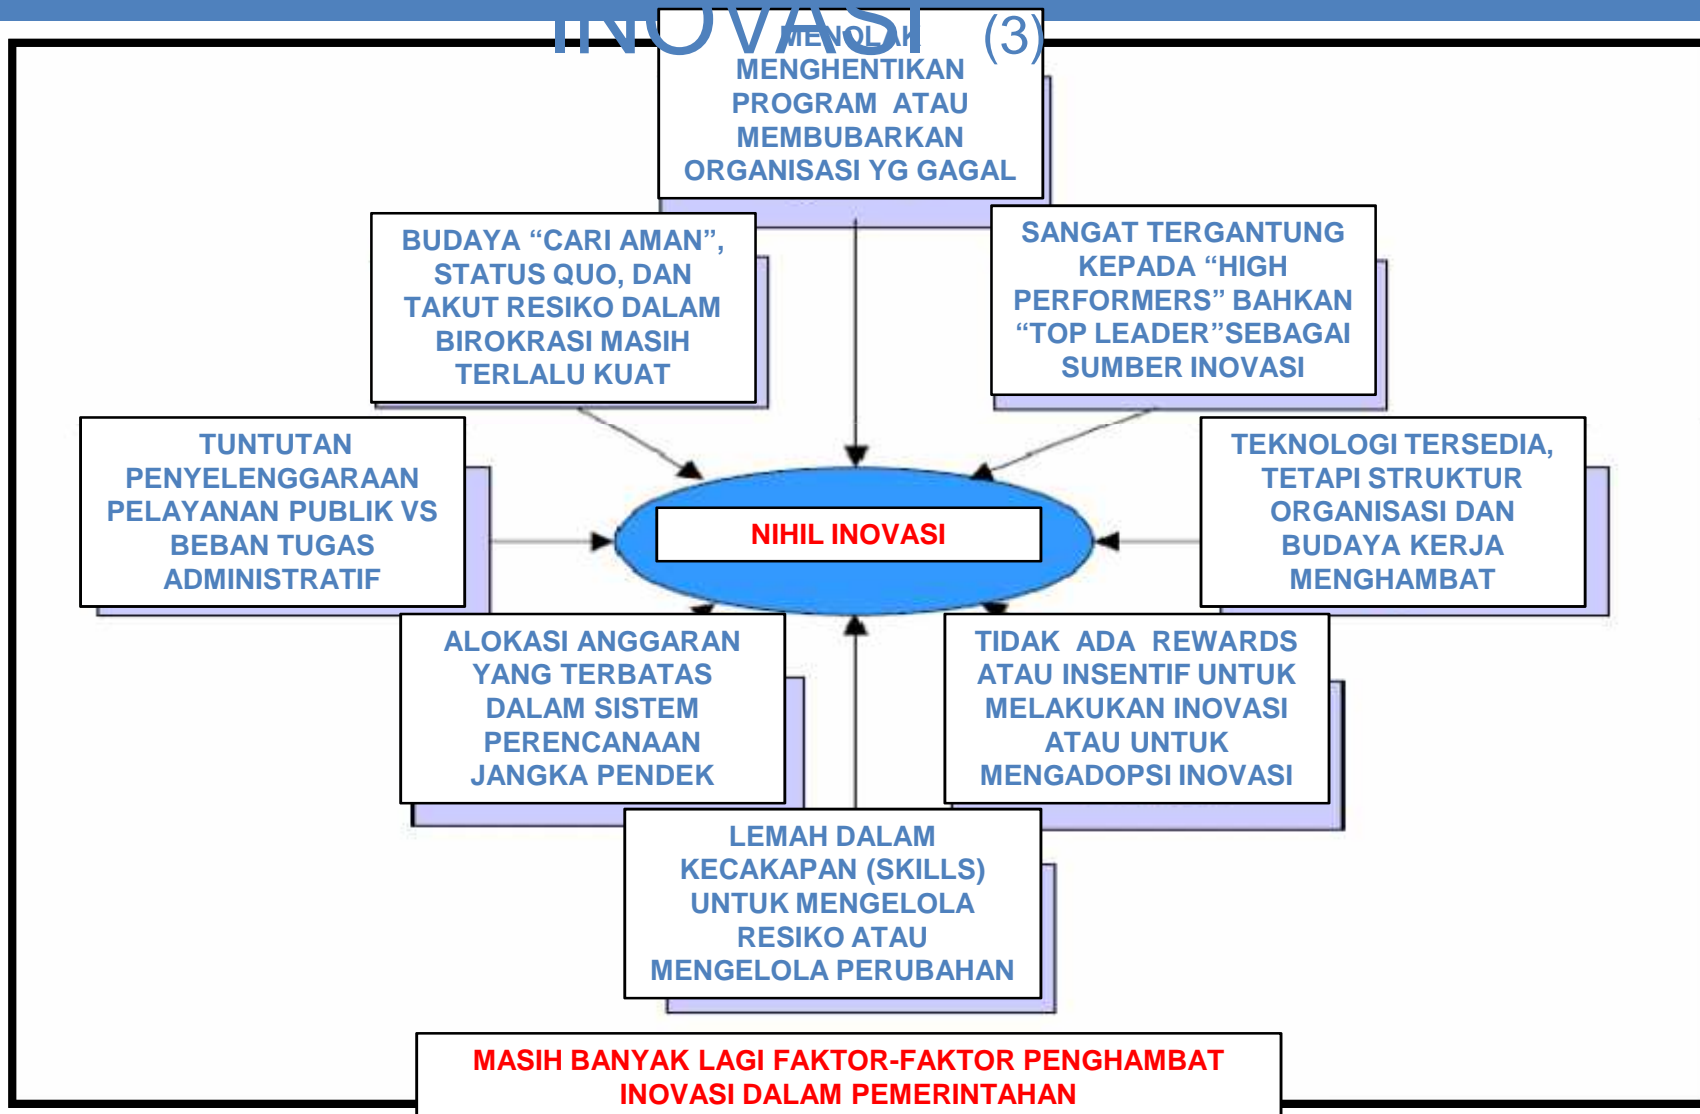 INOVASI (3)
MENOLAK
MENGHENTIKAN
PROGRAM ATAU
MEMBUBARKAN
ORGANISASI YG GAGAL
BUDAYA “CARI AMAN”,
STATUS QUO, DAN
TAKUT RESIKO DALAM
BIROKRASI MASIH
TERLALU KUAT
SANGAT TERGANTUNG
KEPADA “HIGH
PERFORMERS” BAHKAN
“TOP LEADER”SEBAGAI
SUMBER INOVASI
TUNTUTAN
PENYELENGGARAAN
PELAYANAN PUBLIK VS
BEBAN TUGAS
ADMINISTRATIF
NIHIL INOVASI
TEKNOLOGI TERSEDIA,
TETAPI STRUKTUR
ORGANISASI DAN
BUDAYA KERJA
MENGHAMBAT
ALOKASI ANGGARAN
YANG TERBATAS
DALAM SISTEM
PERENCANAAN
JANGKA PENDEK
TIDAK ADA REWARDS
ATAU INSENTIF UNTUK
MELAKUKAN INOVASI
ATAU UNTUK
MENGADOPSI INOVASI
LEMAH DALAM
KECAKAPAN (SKILLS)
UNTUK MENGELOLA
RESIKO ATAU
MENGELOLA PERUBAHAN
MASIH BANYAK LAGI FAKTOR-FAKTOR PENGHAMBAT
INOVASI DALAM PEMERINTAHAN